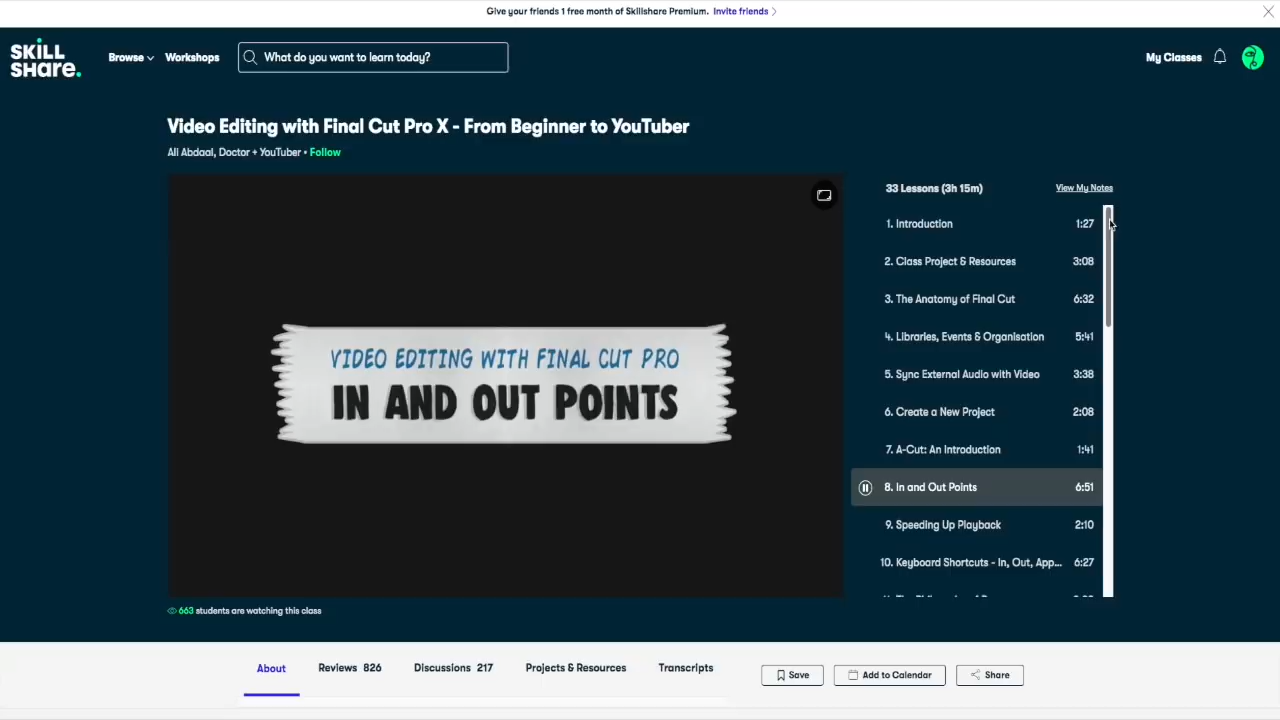 Give your friends 1 free month of Skillshare Premium. Invite friends
SKILL
SHARE.
Browse
Workshops
What do you want to learn today?
My Classes
Video Editing with Final Cut Pro X - From Beginner to YouTuber
Ali Abdaal, Doctor + YouTuber • Follow
VIDEO EDITING WITH FINAL CUT PRO
IN AND OUT POINTS
33 Lessons (3h 15m)
View My Notes
1. Introduction 1:27
2. Class Project & Resources 3:08
3. The Anatomy of Final Cut 6:32
4. Libraries, Events & Organisation 5:41
5. Sync External Audio with Video 3:38
6. Create a New Project 2:08
7. A-Cut: An Introduction 1:41
8. In and Out Points 6:51
9. Speeding Up Playback 2:10
10. Keyboard Shortcuts - In, Out, App... 6:27
663 students are watching this class
About
Reviews 826
Discussions 217
Projects & Resources
Transcripts
Save
Add to Calendar
Share